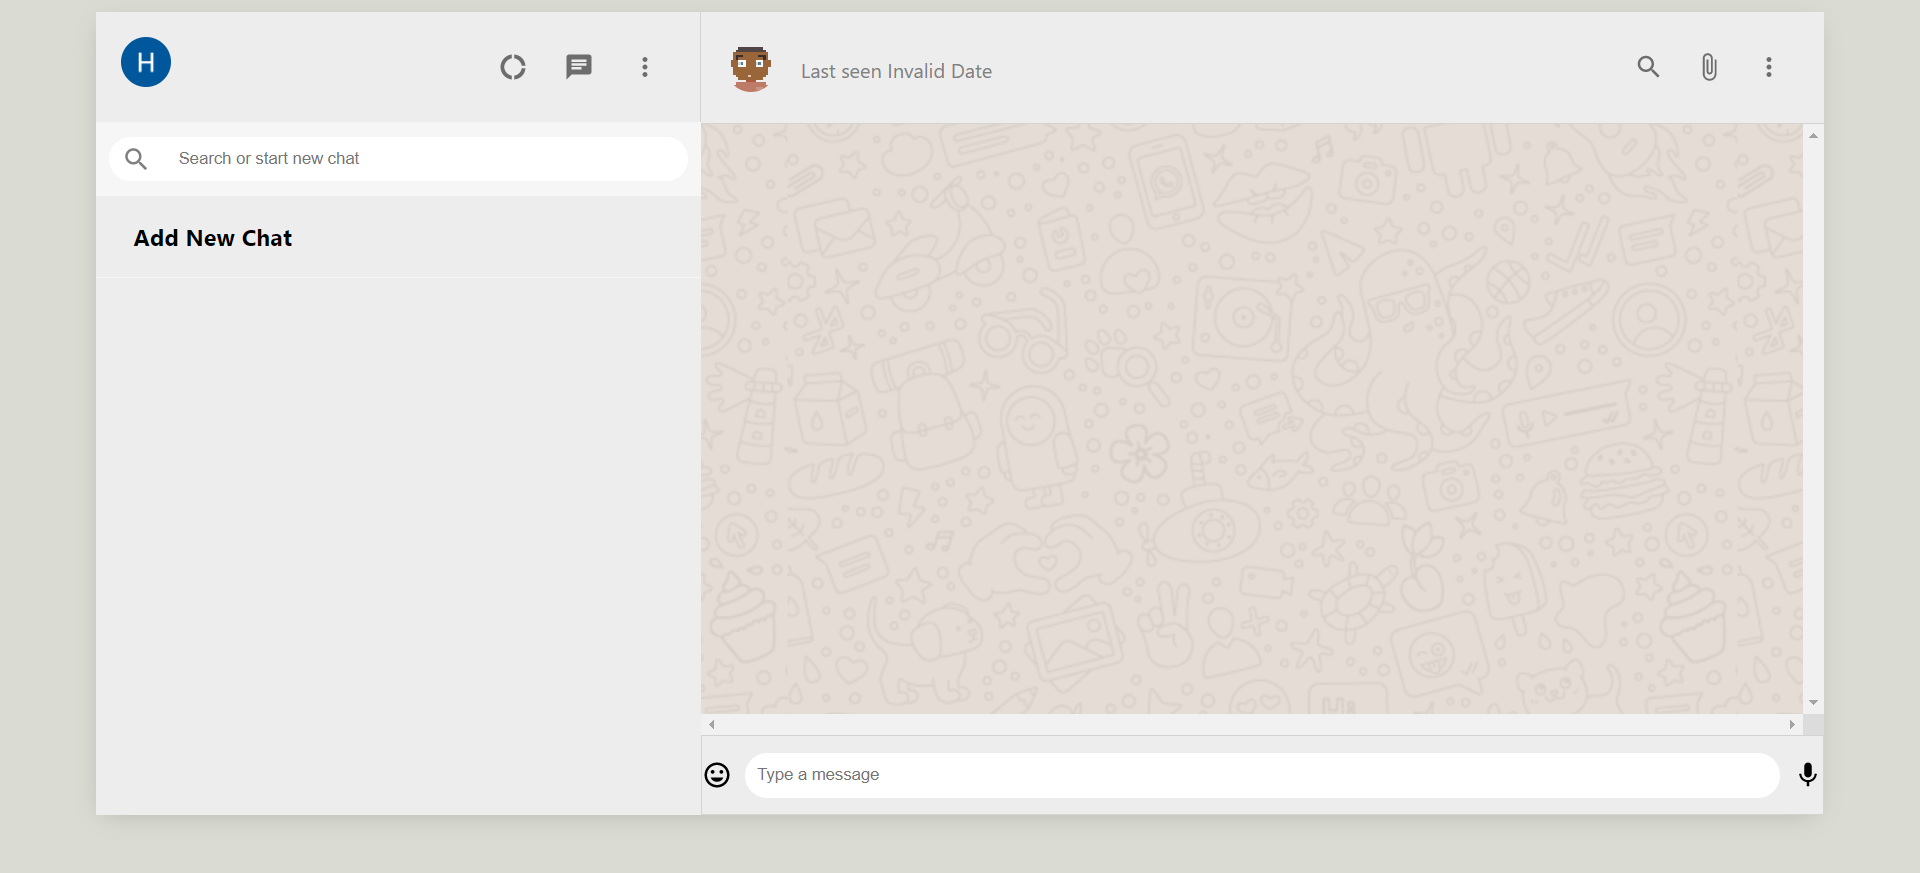 H
Last seen Invalid Date
Search or start new chat
Add New Chat
Type a message